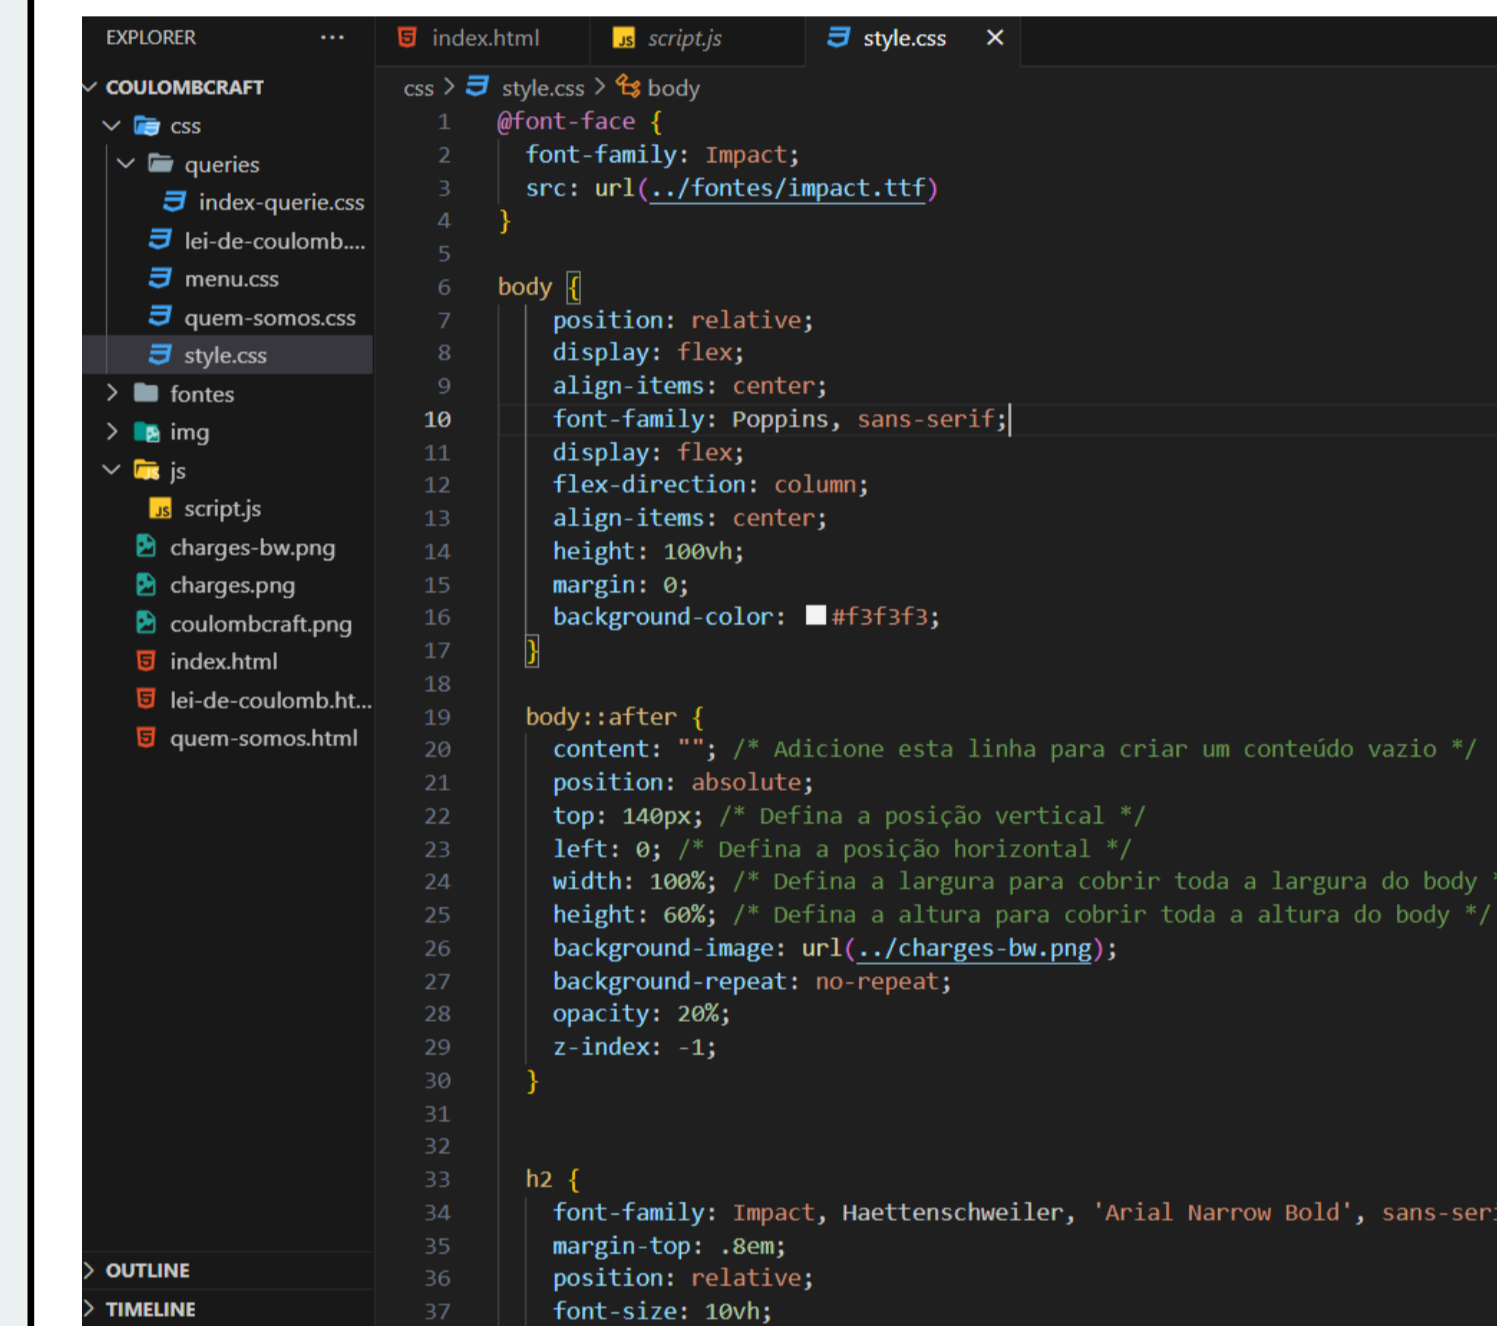 EXPLORER ...
COULOMBCRAFT
css
queries
index-querie.css
lei-de-coulomb....
menu.css
quem-somos.css
style.css
fontes
img
js
JS script.js
charges-bw.png
charges.png
coulombcraft.png
5 index.html
5 lei-de-coulomb.ht...
5 quem-somos.html
OUTLINE
TIMELINE
5 index.html JS script.js 3 style.css ×
css > style.css > body
1 @font-face {
2 font-family: Impact;
3 src: url(../fontes/impact.ttf)
4 }
5
6 body {
7 position: relative;
8 display: flex;
9 align-items: center;
10 font-family: Poppins, sans-serif;
11 display: flex;
12 flex-direction: column;
13 align-items: center;
14 height: 100vh;
15 margin: 0;
16 background-color: #f3f3f3;
17 }
18
19 body::after {
20 content: ""; /* Adicione esta linha para criar um conteúdo vazio */
21 position: absolute;
22 top: 140px; /* Defina a posição vertical */
23 left: 0; /* Defina a posição horizontal */
24 width: 100%; /* Defina a largura para cobrir toda a largura do body *
25 height: 60%; /* Defina a altura para cobrir toda a altura do body */
26 background-image: url(../charges-bw.png);
27 background-repeat: no-repeat;
28 opacity: 20%;
29 z-index: -1;
30 }
31
32
33 h2 {
34 font-family: Impact, Haettenschweiler, 'Arial Narrow Bold', sans-seri
35 margin-top: .8em;
36 position: relative;
37 font-size: 10vh;